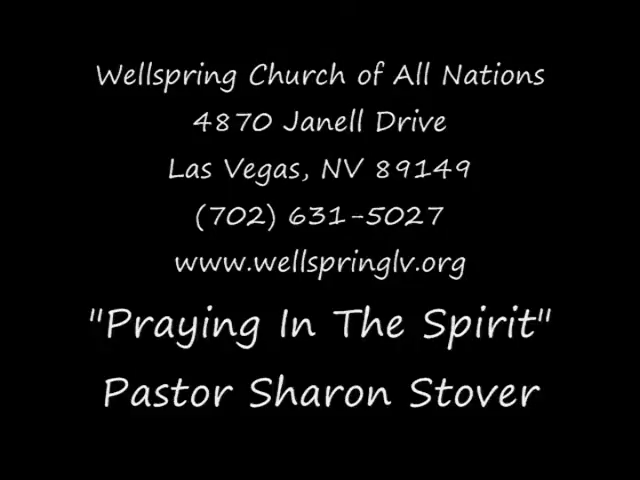 Wellspring Church of All Nations
4870 Janell Drive
Las Vegas, NV 89149
(702) 631-5027
www.wellspringlv.org
"Praying In The Spirit"
Pastor Sharon Stover